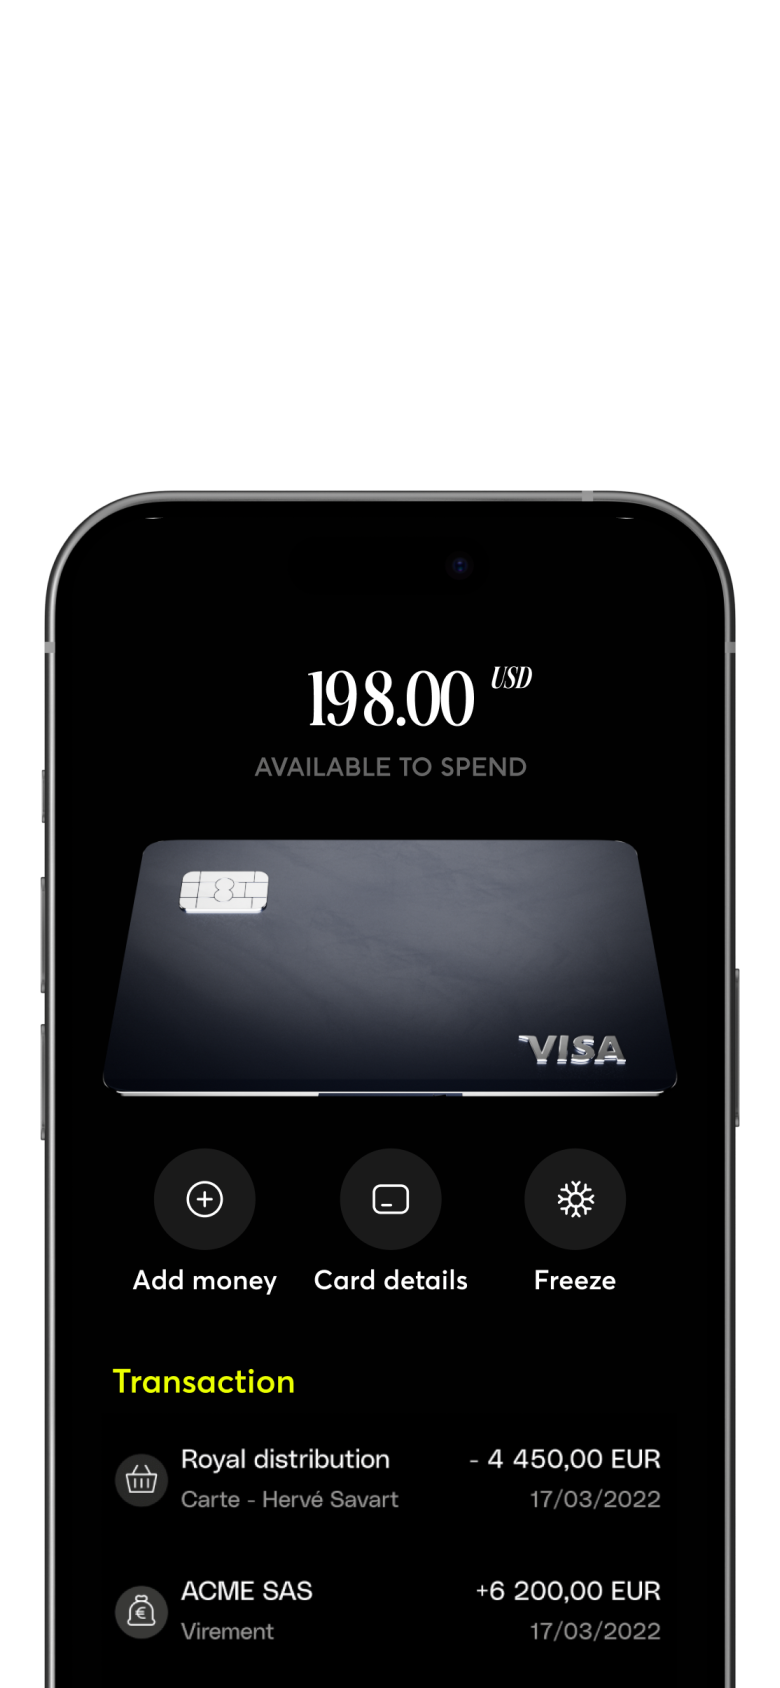 198.00 USD
AVAILABLE TO SPEND
VISA
Add money Card details Freeze
Transaction
Royal distribution - 4 450,00 EUR
Carte - Hervé Savart 17/03/2022
ACME SAS +6 200,00 EUR
Virement 17/03/2022